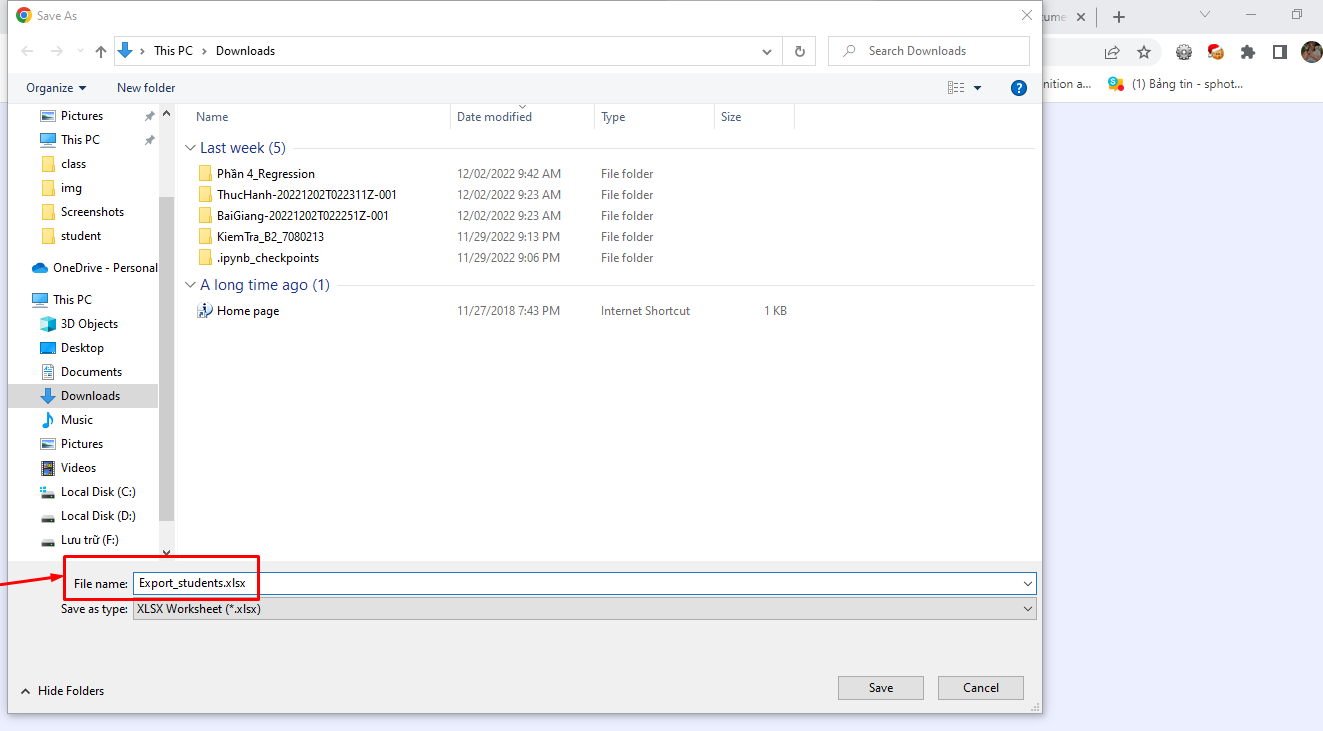 Save As
ume
This PC
Downloads
Search Downloads
Organize
New folder
?
nition a...
(1) Bảng tin - sphot...
Pictures
This PC
class
img
Screenshots
student
OneDrive - Personal
This PC
3D Objects
Desktop
Documents
Downloads
Music
Pictures
Videos
Local Disk (C:)
Local Disk (D:)
Lưu trữ (F:)
Name Date modified Type Size
Last week (5)
Phần 4_Regression 12/02/2022 9:42 AM File folder
ThucHanh-20221202T022311Z-001 12/02/2022 9:23 AM File folder
BaiGiang-20221202T022251Z-001 12/02/2022 9:23 AM File folder
KiemTra_B2_7080213 11/29/2022 9:13 PM File folder
.ipynb_checkpoints 11/29/2022 9:06 PM File folder
A long time ago (1)
Home page 11/27/2018 7:43 PM Internet Shortcut 1 KB
File name: Export_students.xlsx
Save as type: XLSX Worksheet (*.xlsx)
Hide Folders
Save
Cancel